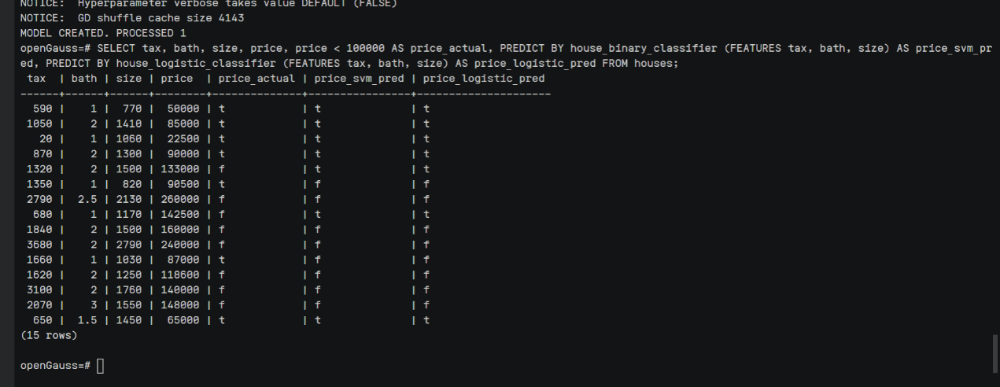 NOTICE:  Hyperparameter verbose takes value DEFAULT (FALSE)
NOTICE:  GD shuffle cache size 4143
MODEL CREATED. PROCESSED 1
openGauss=# SELECT tax, bath, size, price, price < 100000 AS price_actual, PREDICT BY house_binary_classifier (FEATURES tax, bath, size) AS price_svm_pr
ed, PREDICT BY house_logistic_classifier (FEATURES tax, bath, size) AS price_logistic_pred FROM houses;
 tax  | bath | size | price  | price_actual | price_svm_pred | price_logistic_pred
------+------+------+--------+--------------+----------------+---------------------
  590 |    1 |  770 |  50000 | t            | t              | t
 1050 |    2 | 1410 |  85000 | t            | t              | t
   20 |    1 | 1060 |  22500 | t            | t              | t
  870 |    2 | 1300 |  90000 | t            | t              | t
 1320 |    2 | 1500 | 133000 | f            | t              | t
 1350 |    1 |  820 |  90500 | t            | f              | f
 2790 |  2.5 | 2130 | 260000 | f            | f              | f
  680 |    1 | 1170 | 142500 | f            | t              | t
 1840 |    2 | 1500 | 160000 | f            | f              | f
 3680 |    2 | 2790 | 240000 | f            | f              | f
 1660 |    1 | 1030 |  87000 | t            | f              | f
 1620 |    2 | 1250 | 118600 | f            | f              | f
 3100 |    2 | 1760 | 140000 | f            | f              | f
 2070 |    3 | 1550 | 148000 | f            | f              | f
  650 |  1.5 | 1450 |  65000 | t            | t              | t
(15 rows)
openGauss=#